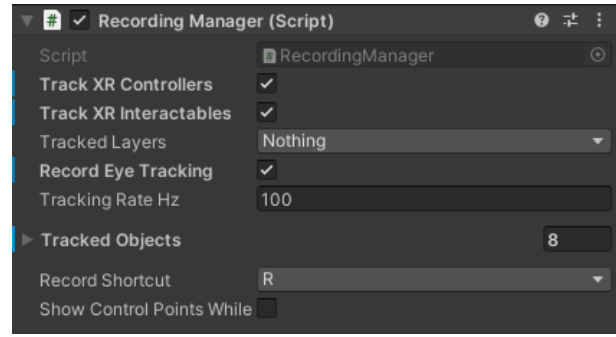 Recording Manager (Script)
Script RecordingManager
Track XR Controllers
Track XR Interactables
Tracked Layers Nothing
Record Eye Tracking
Tracking Rate Hz 100
Tracked Objects 8
Record Shortcut R
Show Control Points While